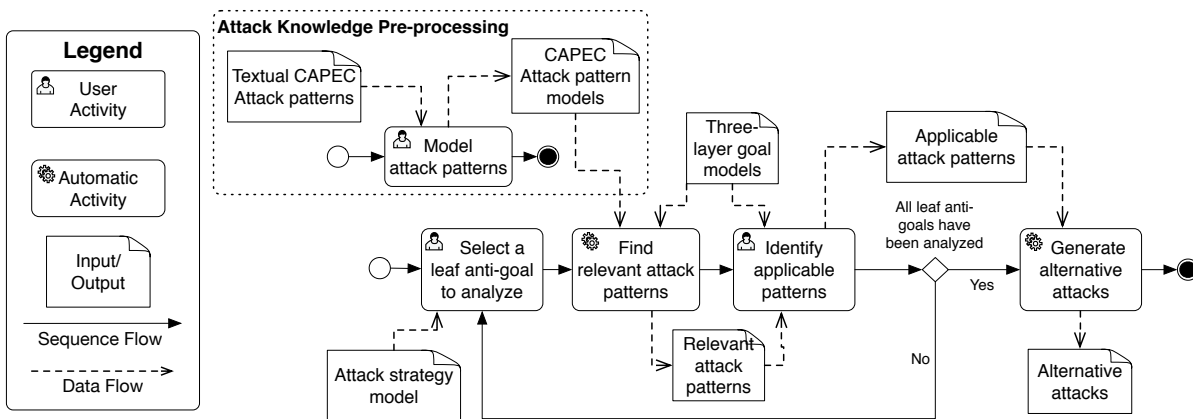 Legend
User
Activity
Automatic
Activity
Input/
Output
Sequence Flow
Data Flow
Attack Knowledge Pre-processing
Textual CAPEC
Attack patterns
CAPEC
Attack pattern
models
Model
attack patterns
Three-
layer goal
models
Applicable
attack patterns
Select a
leaf anti-goal
to analyze
Find
relevant attack
patterns
Identify
applicable
patterns
All leaf anti-
goals have
been analyzed
Yes
No
Generate
alternative
attacks
Attack strategy
model
Relevant
attack
patterns
Alternative
attacks